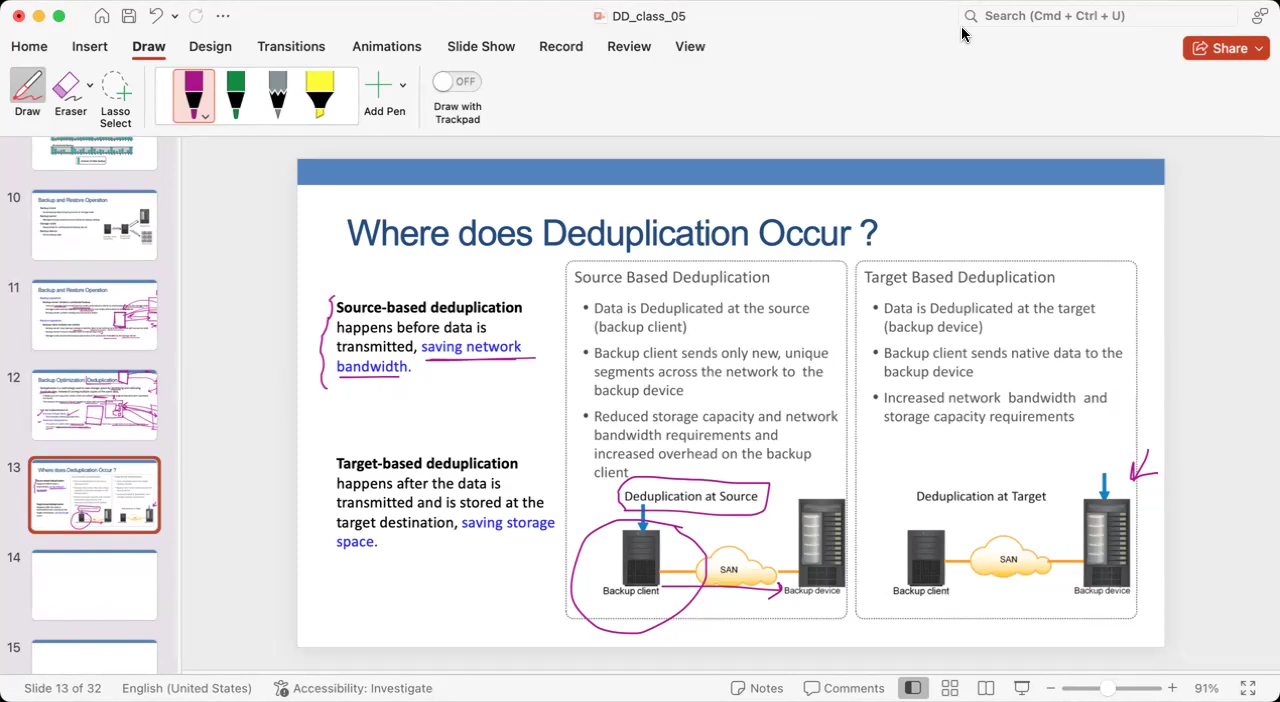 DD_class_05
Search (Cmd + Ctrl + U)
Home
Insert
Draw
Design
Transitions
Animations
Slide Show
Record
Review
View
Share
Draw
Eraser
Lasso
Select
Add Pen
OFF
Draw with
Trackpad
10
Backup and Restore Operation
11
Backup and Restore Operation
12
Backup Optimization: Deduplication
13
Where does Deduplication Occur ?
14
15
Where does Deduplication Occur ?
Source-based deduplication
happens before data is
transmitted, saving network
bandwidth.
Target-based deduplication
happens after the data is
transmitted and is stored at the
target destination, saving storage
space.
Source Based Deduplication
• Data is Deduplicated at the source
(backup client)
• Backup client sends only new, unique
segments across the network to the
backup device
• Reduced storage capacity and network
bandwidth requirements and
increased overhead on the backup
client
Deduplication at Source
SAN
Backup client
Backup device
Target Based Deduplication
• Data is Deduplicated at the target
(backup device)
• Backup client sends native data to the
backup device
• Increased network bandwidth and
storage capacity requirements
Deduplication at Target
SAN
Backup client
Backup device
Slide 13 of 32
English (United States)
Accessibility: Investigate
Notes
Comments
91%